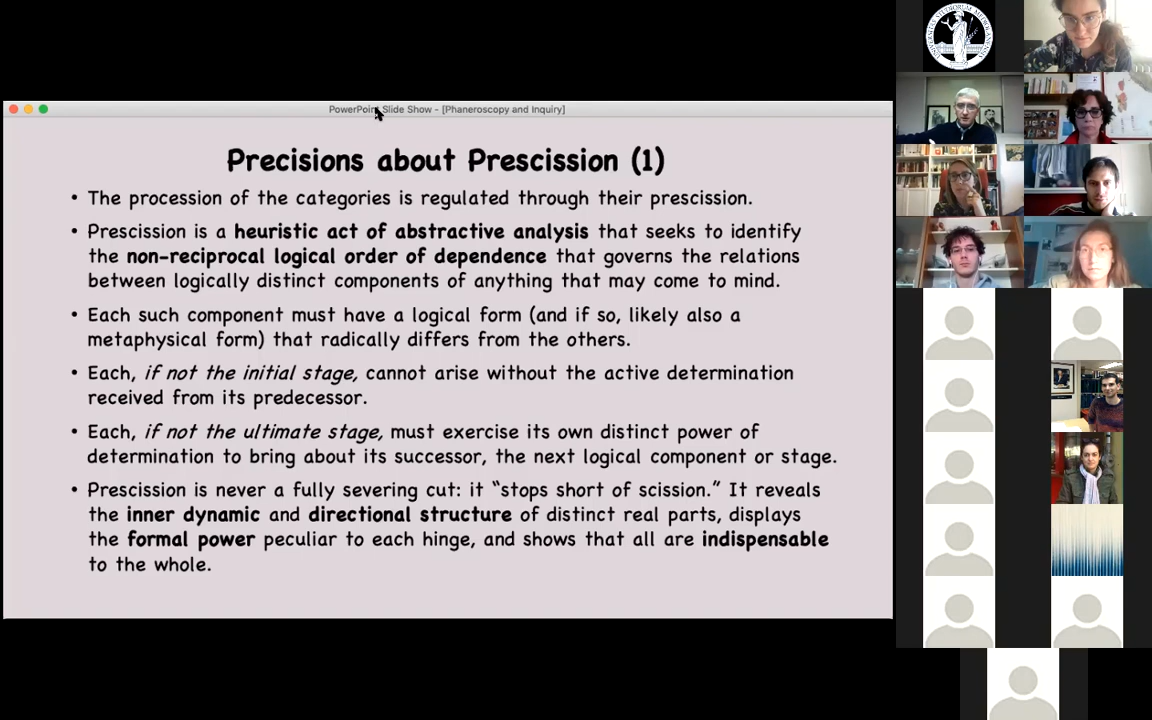 PowerPoint Slide Show - [Phaneroscopy and Inquiry]
Precisions about Prescission (1)
• The procession of the categories is regulated through their prescission.
• Prescission is a heuristic act of abstractive analysis that seeks to identify
the non-reciprocal logical order of dependence that governs the relations
between logically distinct components of anything that may come to mind.
• Each such component must have a logical form (and if so, likely also a
metaphysical form) that radically differs from the others.
• Each, if not the initial stage, cannot arise without the active determination
received from its predecessor.
• Each, if not the ultimate stage, must exercise its own distinct power of
determination to bring about its successor, the next logical component or stage.
• Prescission is never a fully severing cut: it “stops short of scission.” It reveals
the inner dynamic and directional structure of distinct real parts, displays
the formal power peculiar to each hinge, and shows that all are indispensable
to the whole.